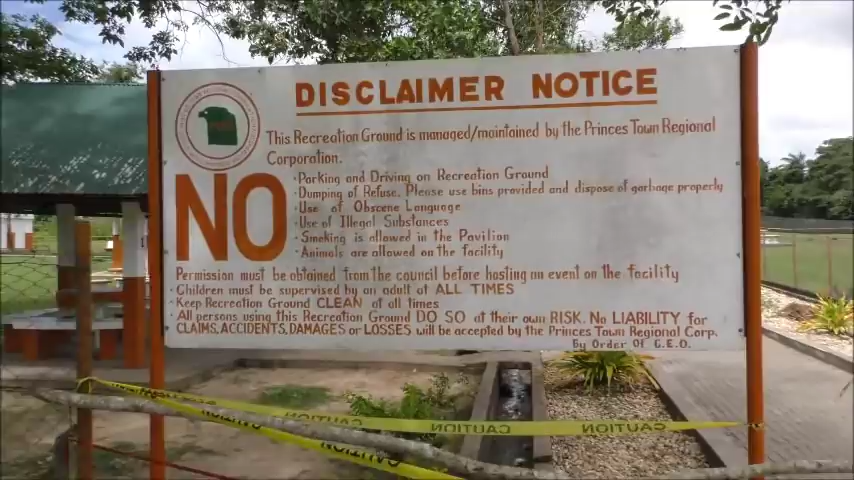 DISCLAIMER NOTICE
This Recreation Ground is managed/maintained by the Princes Town Regional
Corporation.
NO
· Parking and Driving on Recreation Ground
· Dumping of Refuse. Please use bins provided and dispose of garbage properly
· Use of Obscene Language
· Use of Illegal Substances
· Smoking is allowed in the Pavilion
· Animals are allowed on the facility
· Permission must be obtained from the council before hosting an event on the facility
· Children must be supervised by an adult at ALL TIMES
· Keep Recreation Ground CLEAN at all times
· All persons using this Recreation Ground DO SO at their own RISK. No LIABILITY for
CLAIMS, ACCIDENTS, DAMAGES or LOSSES will be accepted by the Princes Town Regional Corp.
By Order of C.E.O.
CAUTION CAUTION CAUTION
CAUTION